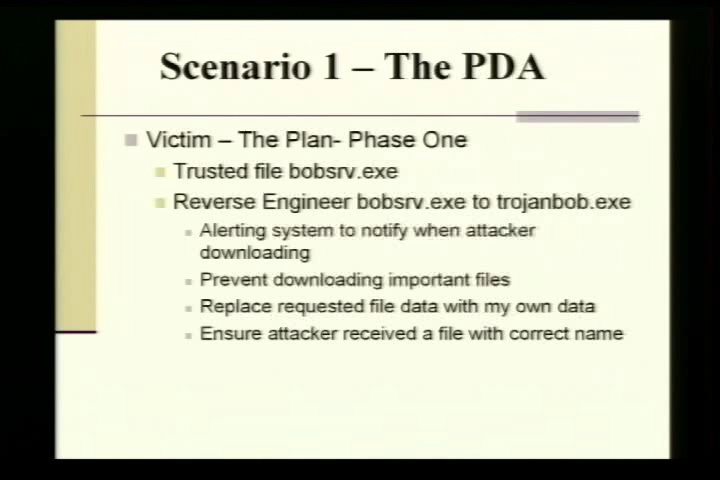 Scenario 1 – The PDA
Victim – The Plan- Phase One
Trusted file bobsrv.exe
Reverse Engineer bobsrv.exe to trojanbob.exe
Alerting system to notify when attacker
downloading
Prevent downloading important files
Replace requested file data with my own data
Ensure attacker received a file with correct name